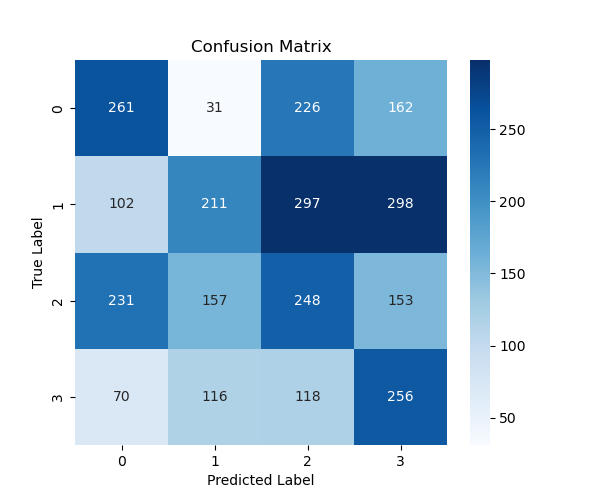 Confusion Matrix
0 261 31 226 162
1 102 211 297 298
2 231 157 248 153
3 70 116 118 256
0 1 2 3
Predicted Label
True Label
250
200
150
100
50